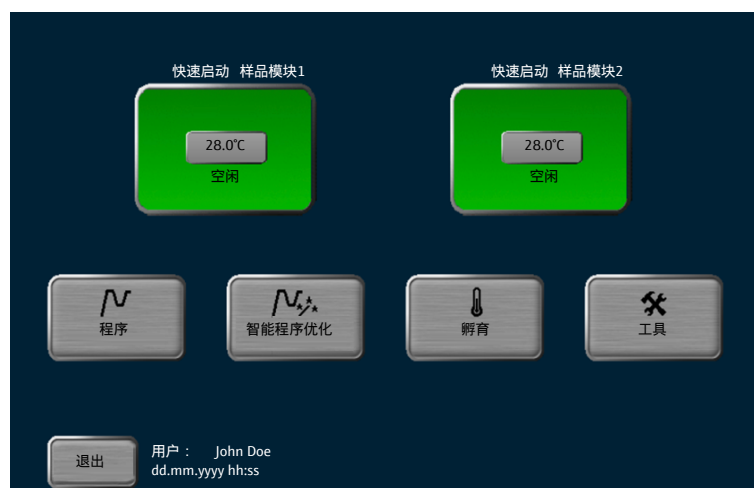 快速启动 样品模块1
快速启动 样品模块2
28.0℃
28.0℃
空闲
空闲
程序
智能程序优化
孵育
工具
退出
用户： John Doe
dd.mm.yyyy hh:ss